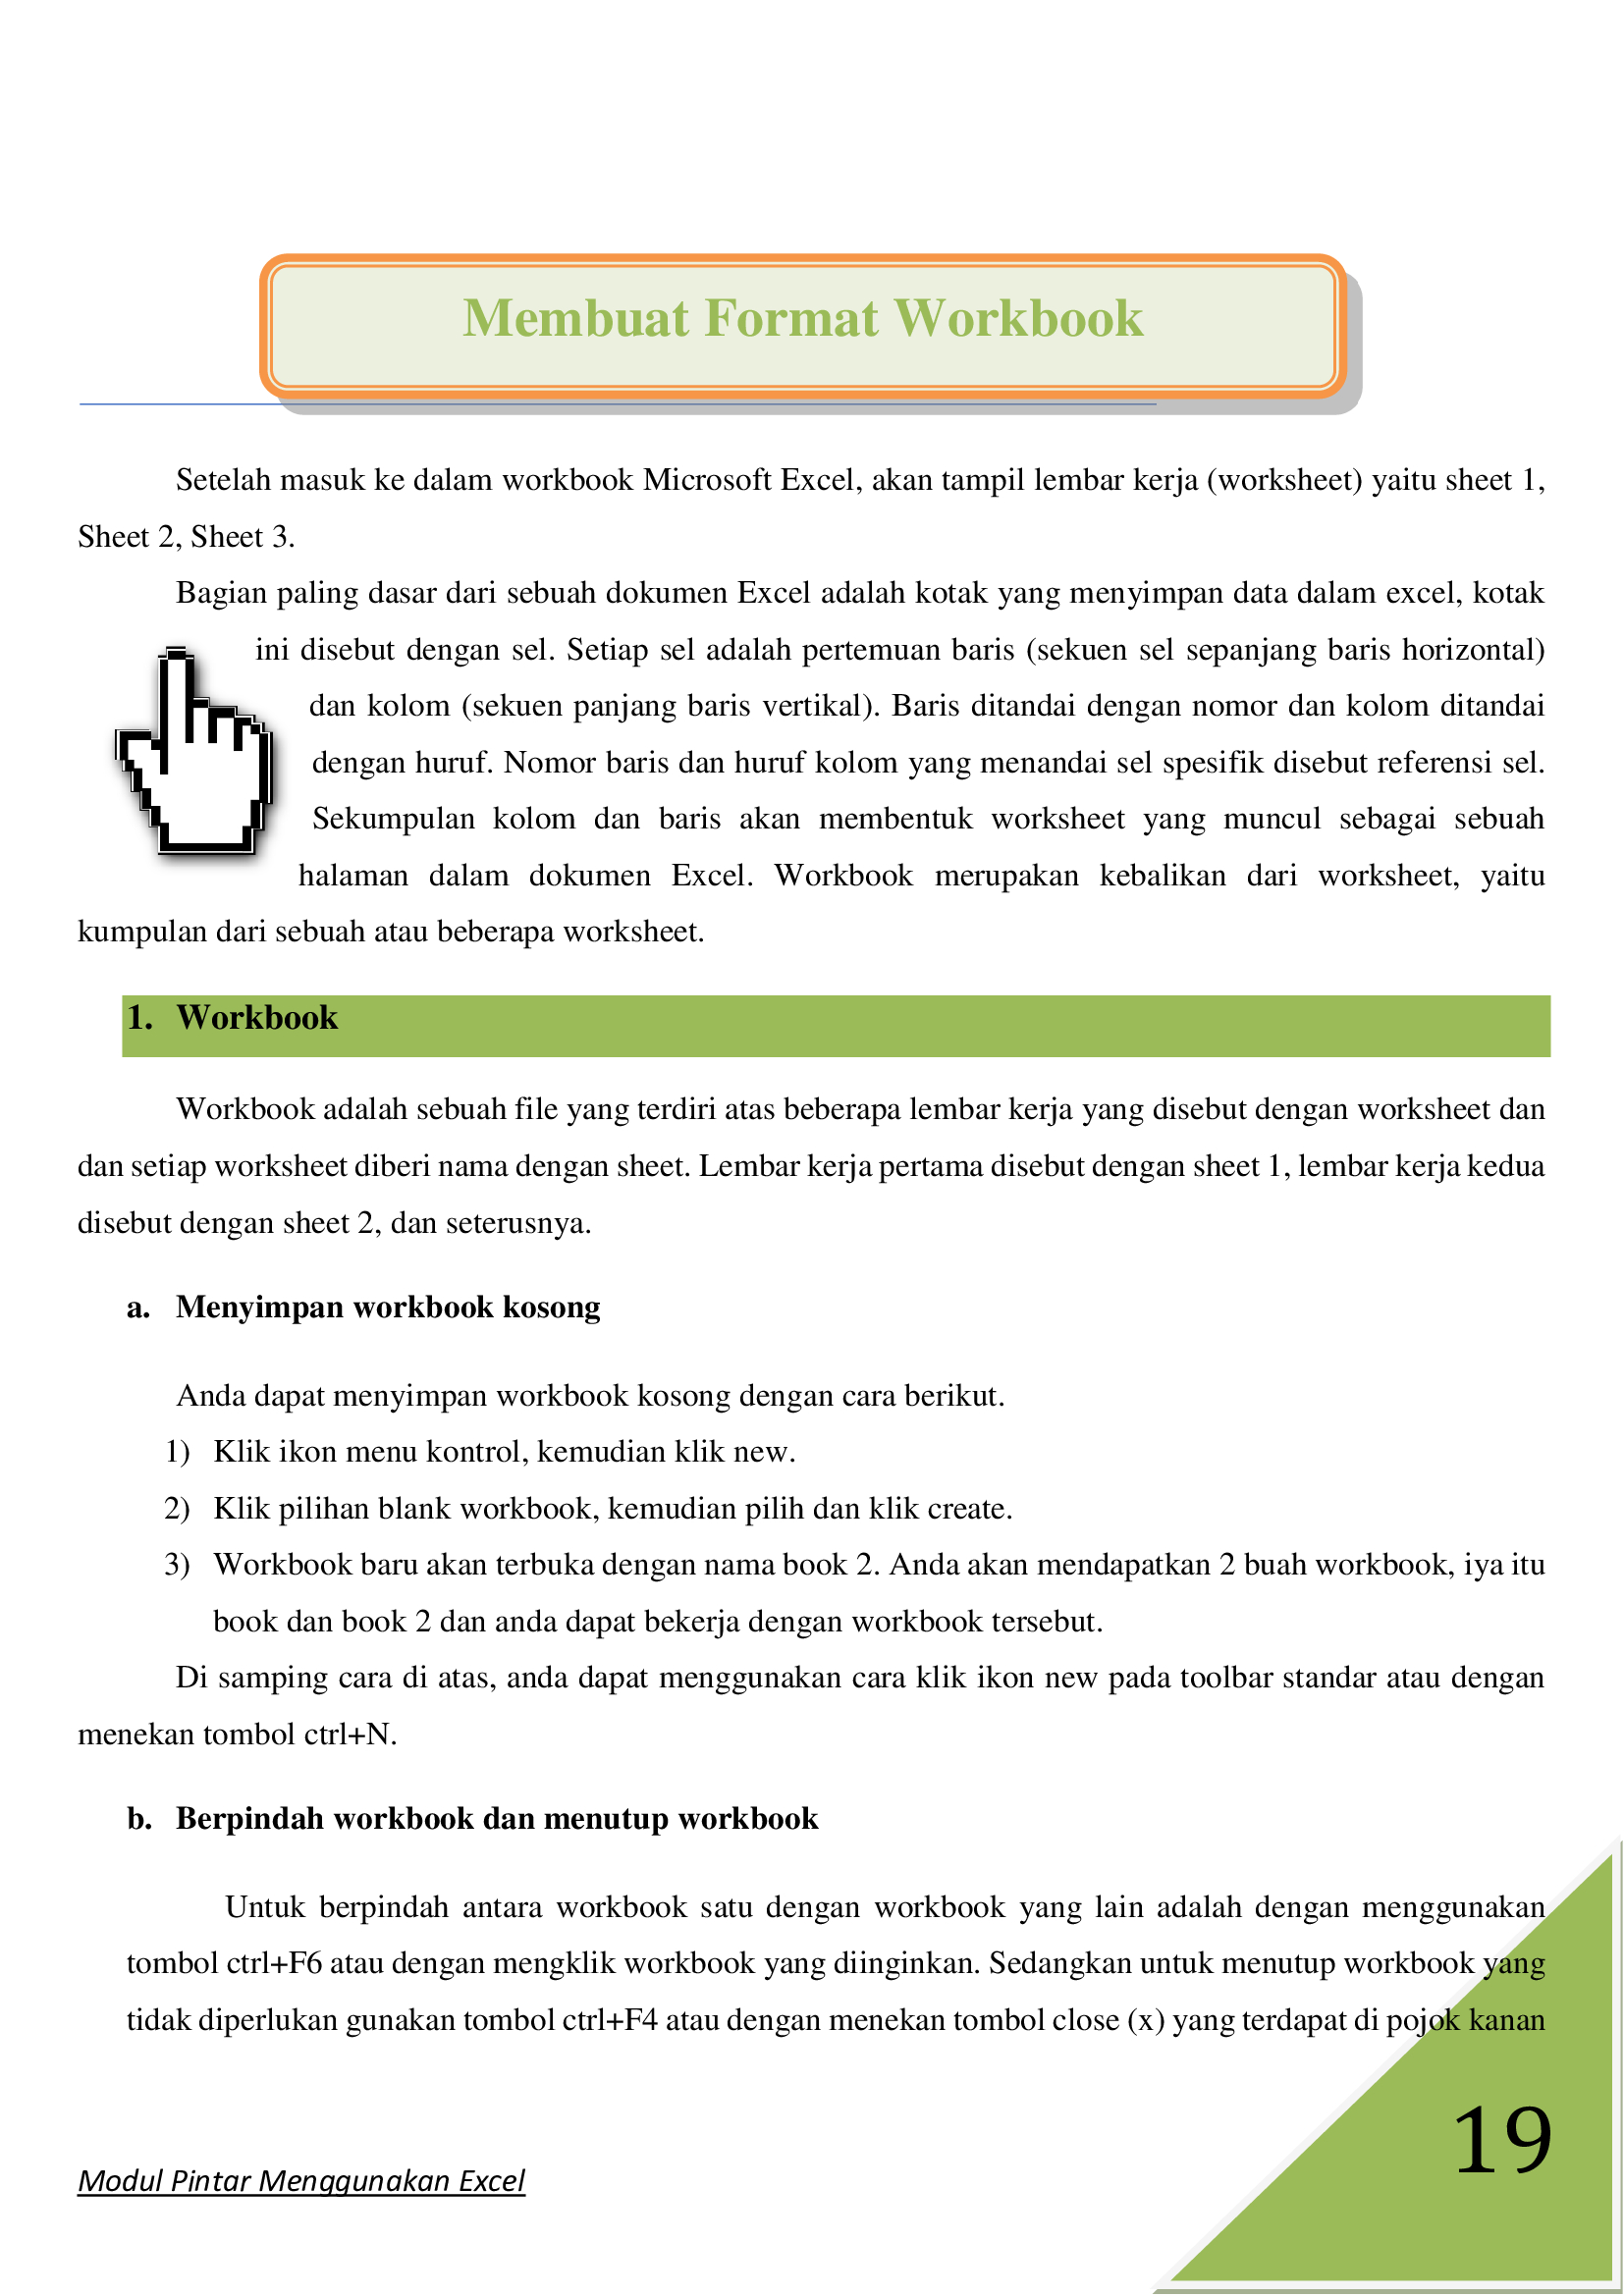 Membuat Format Workbook
Setelah masuk ke dalam workbook Microsoft Excel, akan tampil lembar kerja (worksheet) yaitu sheet 1,
Sheet 2, Sheet 3.
Bagian paling dasar dari sebuah dokumen Excel adalah kotak yang menyimpan data dalam excel, kotak
ini disebut dengan sel. Setiap sel adalah pertemuan baris (sekuen sel sepanjang baris horizontal)
dan kolom (sekuen panjang baris vertikal). Baris ditandai dengan nomor dan kolom ditandai
dengan huruf. Nomor baris dan huruf kolom yang menandai sel spesifik disebut referensi sel.
Sekumpulan kolom dan baris akan membentuk worksheet yang muncul sebagai sebuah
halaman dalam dokumen Excel. Workbook merupakan kebalikan dari worksheet, yaitu
kumpulan dari sebuah atau beberapa worksheet.
1. Workbook
Workbook adalah sebuah file yang terdiri atas beberapa lembar kerja yang disebut dengan worksheet dan
dan setiap worksheet diberi nama dengan sheet. Lembar kerja pertama disebut dengan sheet 1, lembar kerja kedua
disebut dengan sheet 2, dan seterusnya.
a. Menyimpan workbook kosong
Anda dapat menyimpan workbook kosong dengan cara berikut.
1) Klik ikon menu kontrol, kemudian klik new.
2) Klik pilihan blank workbook, kemudian pilih dan klik create.
3) Workbook baru akan terbuka dengan nama book 2. Anda akan mendapatkan 2 buah workbook, iya itu
book dan book 2 dan anda dapat bekerja dengan workbook tersebut.
Di samping cara di atas, anda dapat menggunakan cara klik ikon new pada toolbar standar atau dengan
menekan tombol ctrl+N.
b. Berpindah workbook dan menutup workbook
Untuk berpindah antara workbook satu dengan workbook yang lain adalah dengan menggunakan
tombol ctrl+F6 atau dengan mengklik workbook yang diinginkan. Sedangkan untuk menutup workbook yang
tidak diperlukan gunakan tombol ctrl+F4 atau dengan menekan tombol close (x) yang terdapat di pojok kanan
19
Modul Pintar Menggunakan Excel